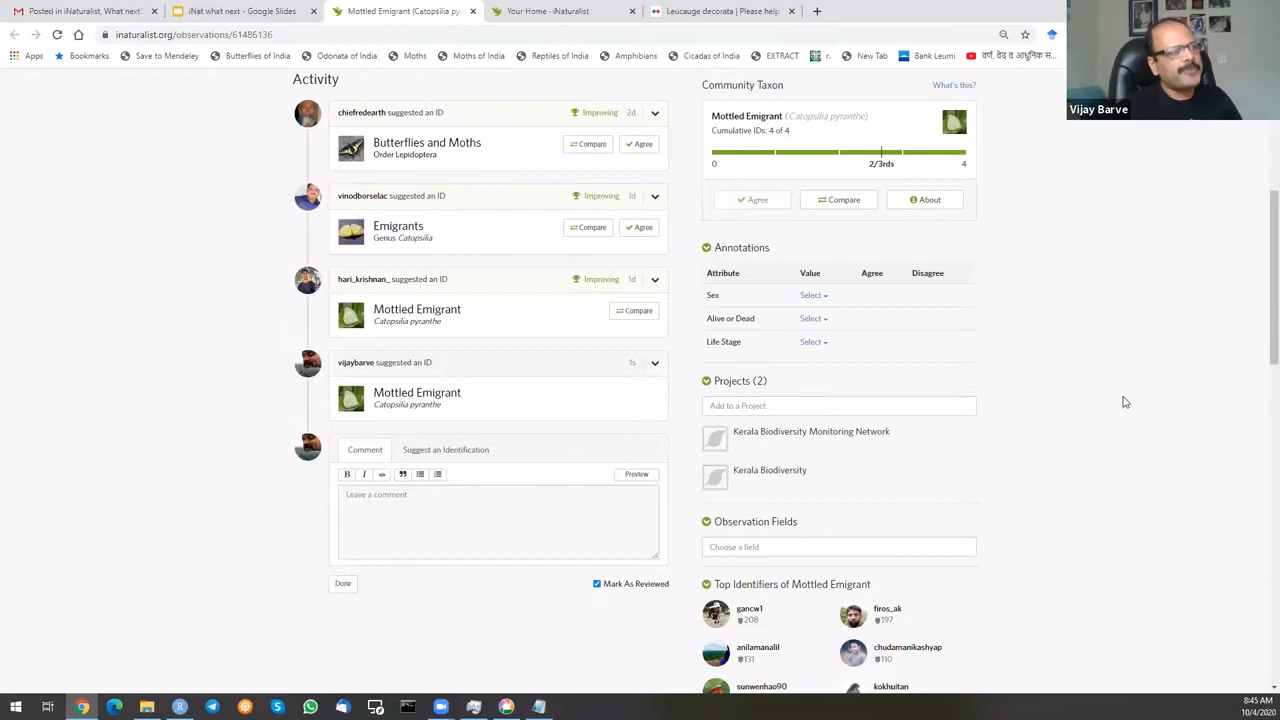 Posted in iNaturalist, What next?
iNat what next - Google Slides
Mottled Emigrant (Catopsilia py
Your Home · iNaturalist
Leucauge decorata | Please help
inaturalist.org/observations/61486136
Apps
Bookmarks
Save to Mendeley
Butterflies of India
Odonata of India
Moths
Moths of India
Reptiles of India
Amphibians
Cicadas of India
EXTRACT
r.
New Tab
Bank Leumi
वर्ण, वेद व आधुनिक स...
Vijay Barve
Activity
chiefredearth suggested an ID
Improving
2d
Butterflies and Moths
Order Lepidoptera
Compare
Agree
vinodborselac suggested an ID
Improving
1d
Emigrants
Genus Catopsilia
Compare
Agree
hari_krishnan_ suggested an ID
Improving
1d
Mottled Emigrant
Catopsilia pyranthe
Compare
vijaybarve suggested an ID
1s
Mottled Emigrant
Catopsilia pyranthe
Comment
Suggest an Identification
B I
Preview
Leave a comment
Done
Mark As Reviewed
Community Taxon
What's this?
Mottled Emigrant (Catopsilia pyranthe)
Cumulative IDs: 4 of 4
0
2/3rds
4
Agree
Compare
About
Annotations
Attribute Value Agree Disagree
Sex Select
Alive or Dead Select
Life Stage Select
Projects (2)
Add to a Project
Kerala Biodiversity Monitoring Network
Kerala Biodiversity
Observation Fields
Choose a field
Top Identifiers of Mottled Emigrant
gancw1
208
firos_ak
197
anilamanalil
131
chudamanikashyap
110
sunwenhao90
kokhuitan
8:45 AM
10/4/2020